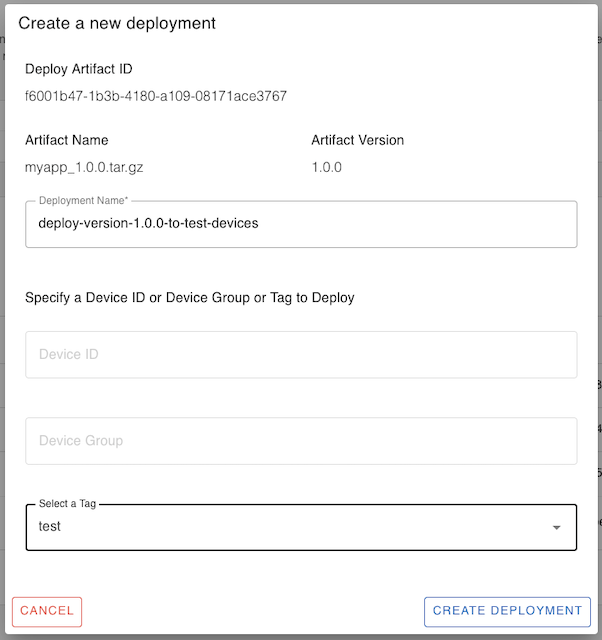 Create a new deployment
Deploy Artifact ID
f6001b47-1b3b-4180-a109-08171ace3767
Artifact Name Artifact Version
myapp_1.0.0.tar.gz 1.0.0
Deployment Name*
deploy-version-1.0.0-to-test-devices
Specify a Device ID or Device Group or Tag to Deploy
Device ID
Device Group
Select a Tag
test
CANCEL CREATE DEPLOYMENT